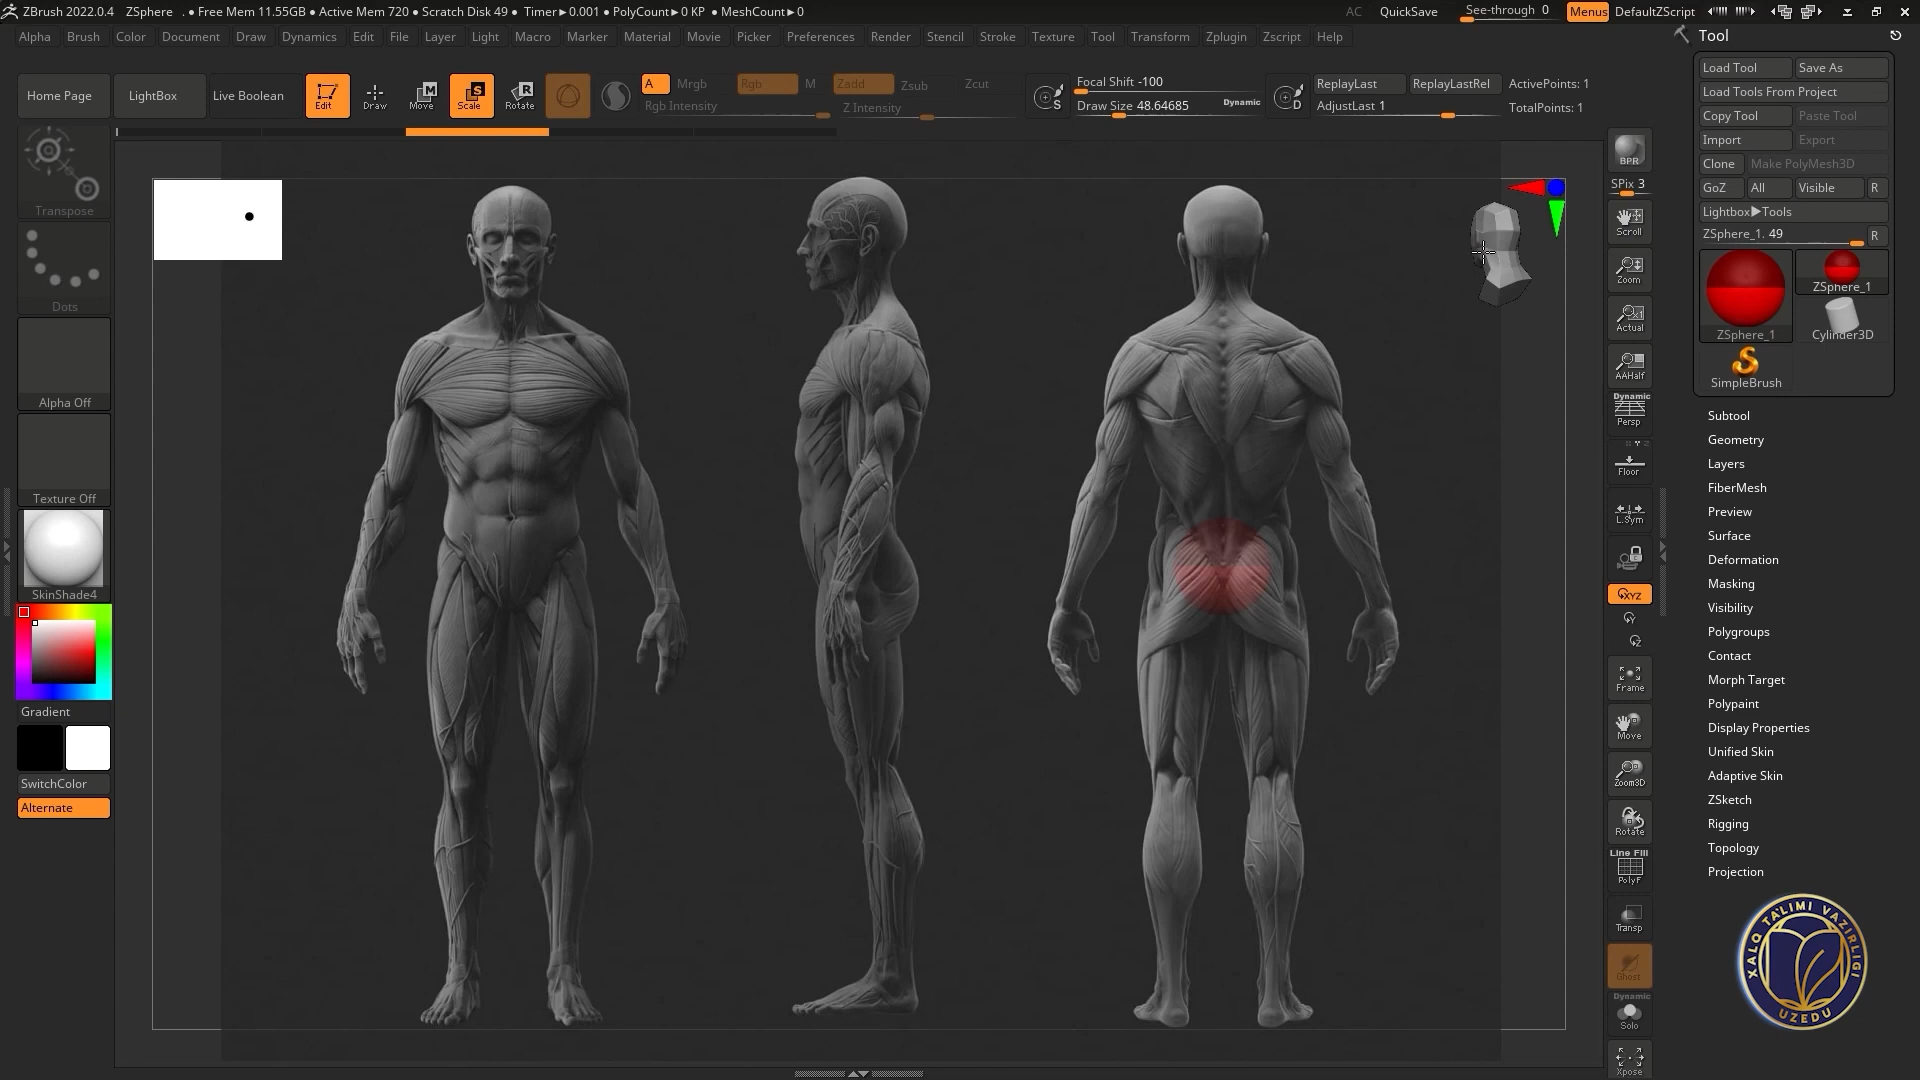 ZBrush 2022.0.4 ZSphere . • Free Mem 11.55GB • Active Mem 720 • Scratch Disk 49 • Timer►0.001 • PolyCount►0 KP • MeshCount►0 AC QuickSave See-through 0 Menus DefaultZScript
Alpha Brush Color Document Draw Dynamics Edit File Layer Light Macro Marker Material Movie Picker Preferences Render Stencil Stroke Texture Tool Transform Zplugin Zscript Help
Home Page LightBox Live Boolean Edit Draw Move Scale Rotate
A Mrgb Rgb M Zadd Zsub Zcut
Rgb Intensity Z Intensity
S Focal Shift -100
Draw Size 48.64685 Dynamic
D ReplayLast ReplayLastRel ActivePoints: 1
AdjustLast 1 TotalPoints: 1
Transpose
Dots
Alpha Off
Texture Off
SkinShade4
Gradient
SwitchColor
Alternate
BPR
SPix 3
Scroll
Zoom
Actual
AAHalf
Dynamic
Persp
Floor
L.Sym
XYZ
Y
Z
Frame
Move
Zoom3D
Rotate
Line Fill
PolyF
Transp
Ghost
Dynamic
Solo
Xpose
Tool
Load Tool Save As
Load Tools From Project
Copy Tool Paste Tool
Import Export
Clone Make PolyMesh3D
GoZ All Visible R
Lightbox►Tools
ZSphere_1. 49 R
ZSphere_1 ZSphere_1
Cylinder3D
SimpleBrush
Subtool
Geometry
Layers
FiberMesh
Preview
Surface
Deformation
Masking
Visibility
Polygroups
Contact
Morph Target
Polypaint
Display Properties
Unified Skin
Adaptive Skin
ZSketch
Rigging
Topology
Projection
XALQ TA'LIMI VAZIRLIGI
UZEDU